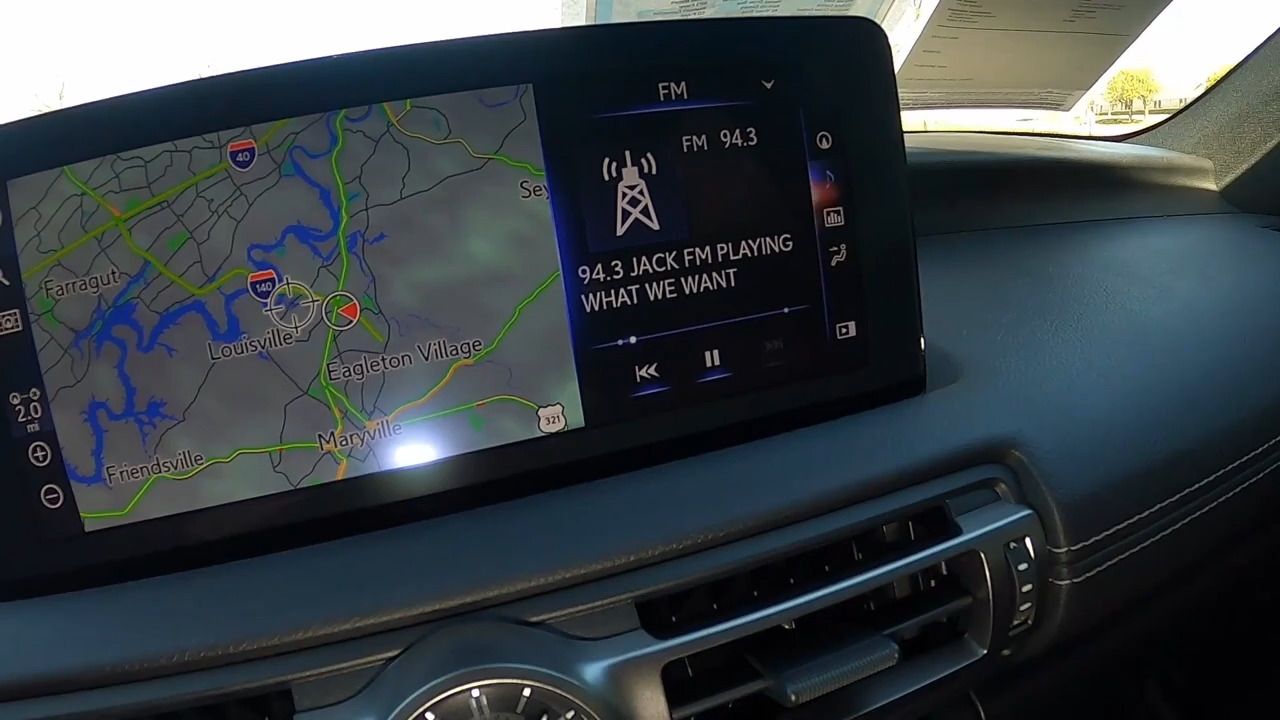 40
Sey
Farragut
140
Louisville
Eagleton Village
321
Maryville
Friendsville
2.0
mi
FM
FM 94.3
94.3 JACK FM PLAYING
WHAT WE WANT